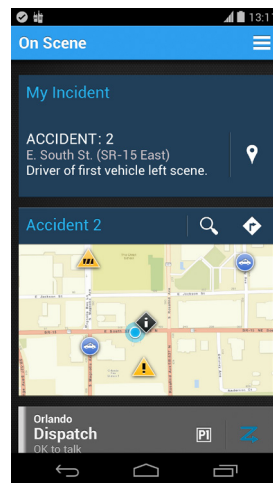 13:1
On Scene
My Incident
ACCIDENT: 2
E. South St. (SR-15 East)
Driver of first vehicle left scene.
Accident 2
Orlando
Dispatch
OK to talk
P1